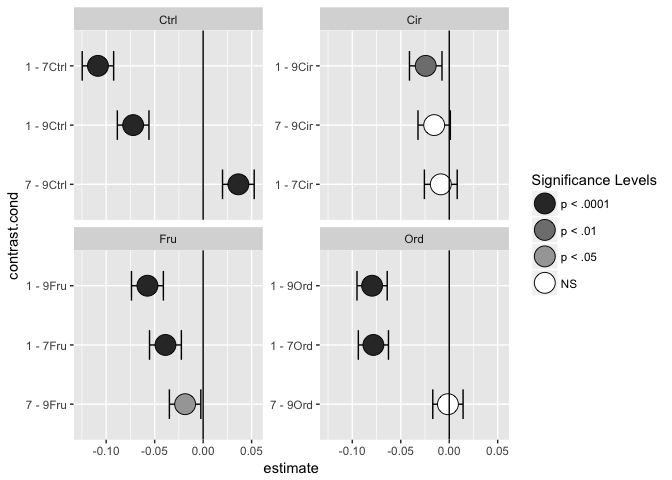 Ctrl
Cir
1 - 7Ctrl
1 - 9Ctrl
7 - 9Ctrl
1 - 9Cir
7 - 9Cir
1 - 7Cir
contrast.cond
Fru
Ord
1 - 9Fru
1 - 7Fru
7 - 9Fru
1 - 9Ord
1 - 7Ord
7 - 9Ord
-0.10 -0.05 0.00 0.05
-0.10 -0.05 0.00 0.05
estimate
Significance Levels
p < .0001
p < .01
p < .05
NS